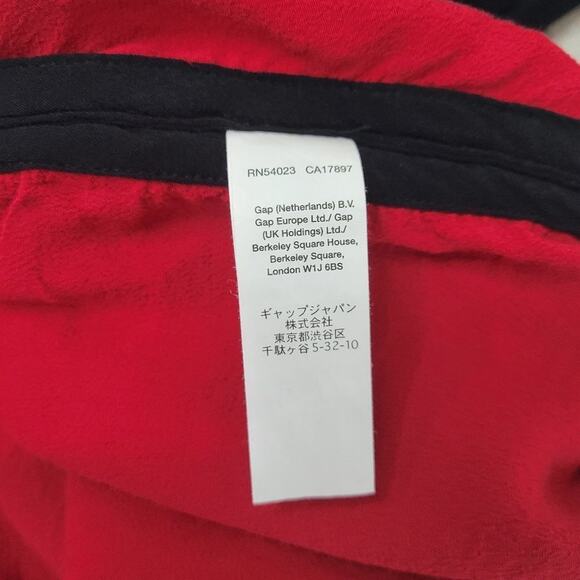 RN54023 CA17897
Gap (Netherlands) B.V.
Gap Europe Ltd./ Gap
(UK Holdings) Ltd./
Berkeley Square House,
Berkeley Square,
London W1J 6BS
ギャップジャパン
株式会社
東京都渋谷区
千駄ヶ谷 5-32-10